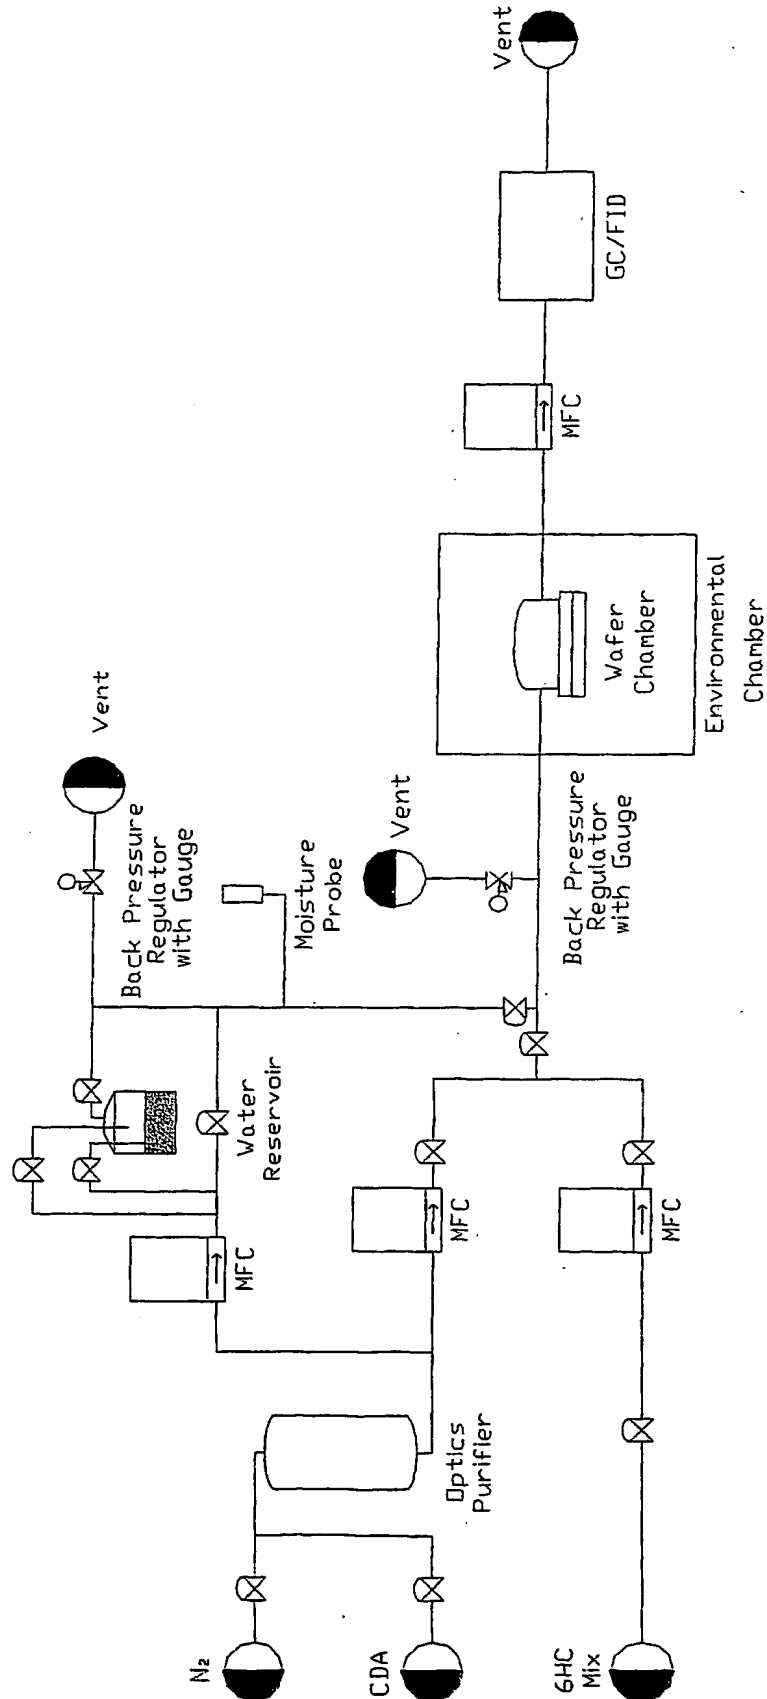 N₂
CDA
6HC
Mix
Optics
Purifier
MFC
MFC
MFC
Water
Reservoir
Back Pressure
Regulator
with Gauge
Vent
Moisture
Probe
Vent
Back Pressure
Regulator
with Gauge
Wafer
Chamber
Environmental
Chamber
MFC
GC/FID
Vent